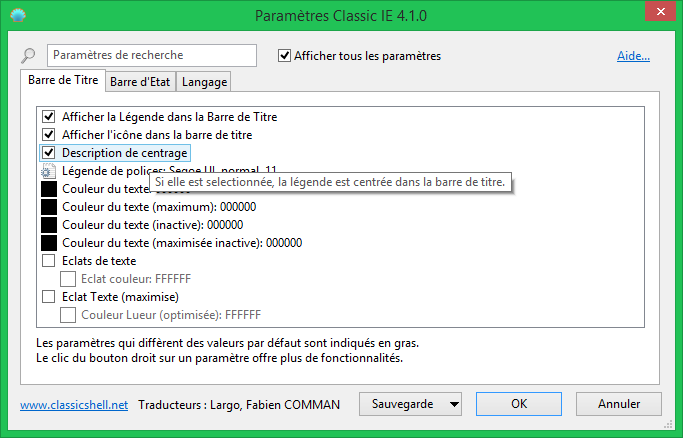 Paramètres Classic IE 4.1.0
Paramètres de recherche
Afficher tous les paramètres
Aide...
Barre de Titre
Barre d'Etat
Langage
Afficher la Légende dans la Barre de Titre
Afficher l'icône dans la barre de titre
Description de centrage
Légende de polices: Segoe UI, normal, 11
Si elle est selectionnée, la légende est centrée dans la barre de titre.
Couleur du texte: 000000
Couleur du texte (maximum): 000000
Couleur du texte (inactive): 000000
Couleur du texte (maximisée inactive): 000000
Eclats de texte
Eclat couleur: FFFFFF
Eclat Texte (maximise)
Couleur Lueur (optimisée): FFFFFF
Les paramètres qui diffèrent des valeurs par défaut sont indiqués en gras.
Le clic du bouton droit sur un paramètre offre plus de fonctionnalités.
www.classicshell.net
Traducteurs : Largo, Fabien COMMAN
Sauvegarde
OK
Annuler